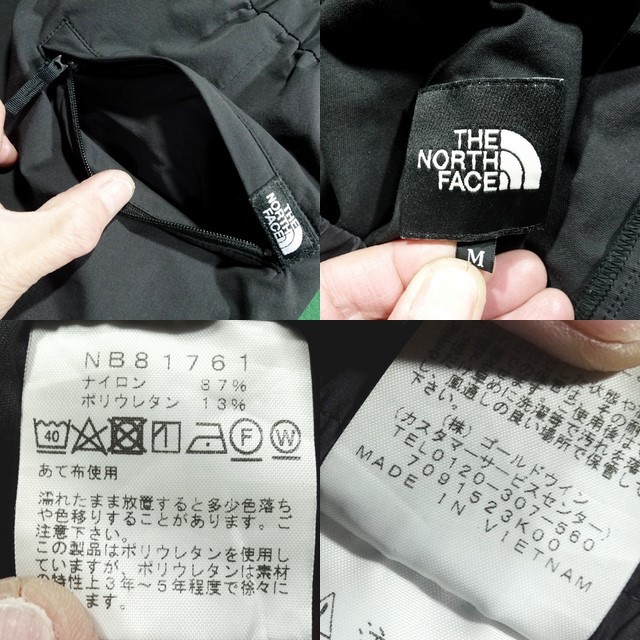 THE
NORTH
FACE
THE
NORTH
FACE
M
NB81761
ナイロン 87%
ポリウレタン 13%
40 F W
あて布使用
濡れたまま放置すると多少色落ち
や色移りすることがあります。ご
注意下さい。
この製品はポリウレタンを使用し
ていますが、ポリウレタンは素材
の特性上3年～5年程度で徐々に
ます。
風通しの良い場所で保管して
下さい。
(株)ゴールドウイン
(カスタマーサービスセンター)
TEL0120-307-560
7091523K00
MADE IN VIETNAM